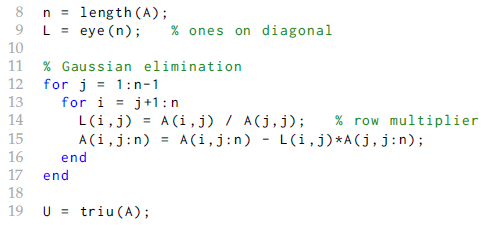 8 n = length(A);
9 L = eye(n);   % ones on diagonal
10
11 % Gaussian elimination
12 for j = 1:n-1
13   for i = j+1:n
14     L(i,j) = A(i,j) / A(j,j);   % row multiplier
15     A(i,j:n) = A(i,j:n) - L(i,j)*A(j,j:n);
16   end
17 end
18
19 U = triu(A);